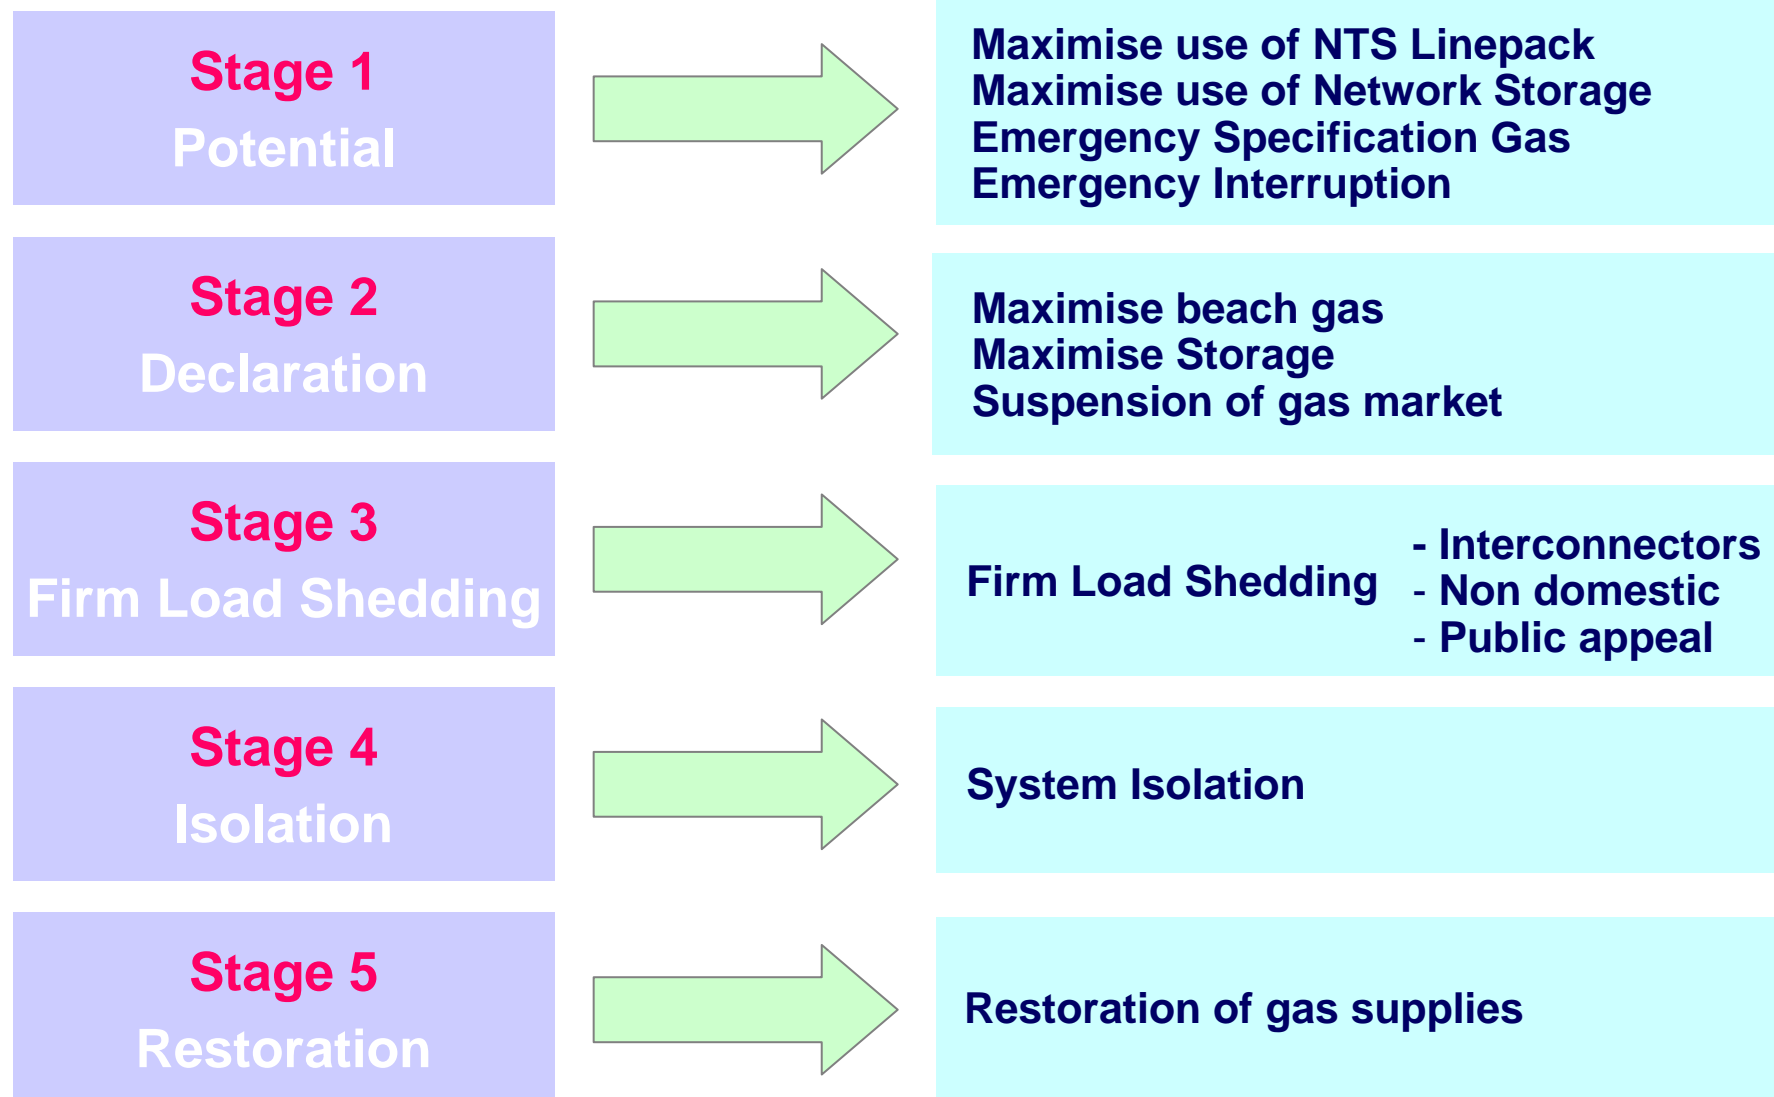 Stage 1
Potential
Maximise use of NTS Linepack
Maximise use of Network Storage
Emergency Specification Gas
Emergency Interruption
Stage 2
Declaration
Maximise beach gas
Maximise Storage
Suspension of gas market
Stage 3
Firm Load Shedding
Firm Load Shedding
- Interconnectors
- Non domestic
- Public appeal
Stage 4
Isolation
System Isolation
Stage 5
Restoration
Restoration of gas supplies